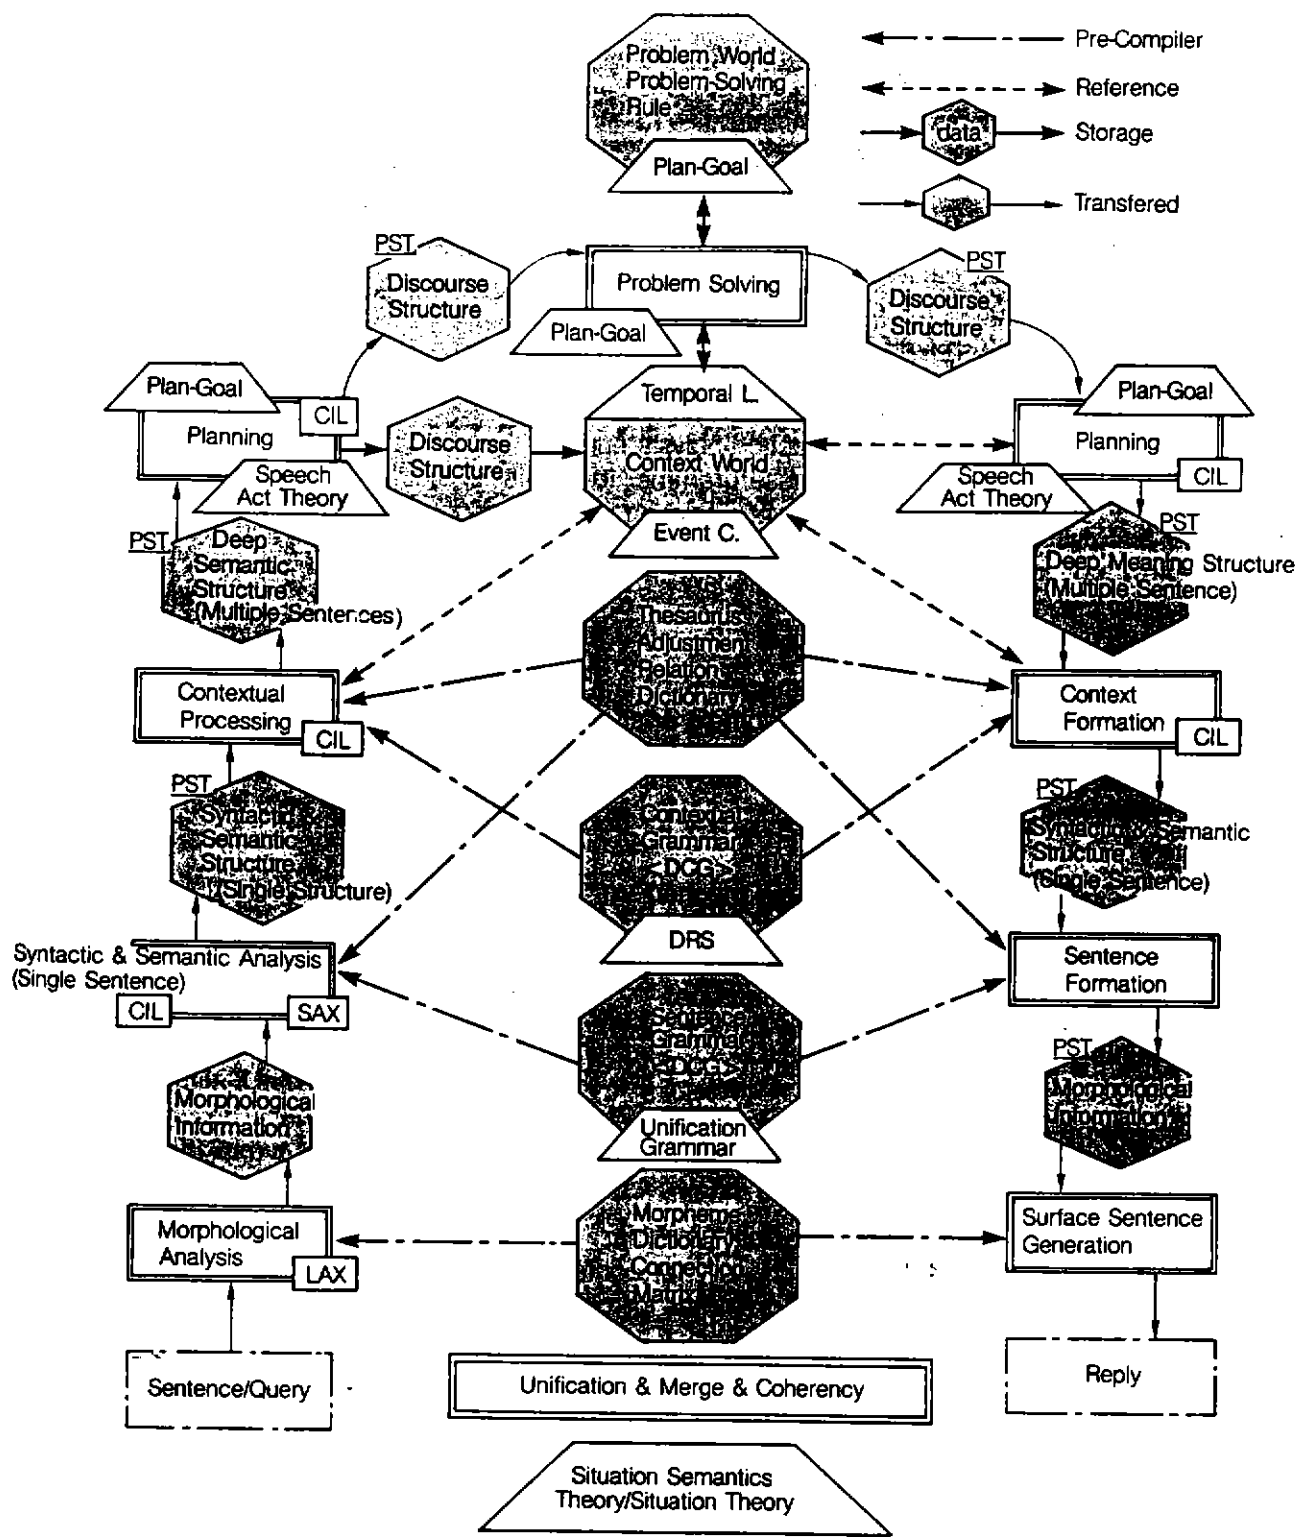 Problem World
Problem-Solving
Rule
Plan-Goal
Pre-Compiler
Reference
data
Storage
Transfered
PST
Discourse
Structure
Problem Solving
Plan-Goal
PST
Discourse
Structure
Plan-Goal
CIL
Planning
Speech
Act Theory
Discourse
Structure
Temporal L.
Context World
Event C.
Plan-Goal
Planning
Speech
Act Theory
CIL
PST
Deep
Semantic
Structure
(Multiple Sentences)
PST
Deep Meaning Structure
(Multiple Sentence)
Thesaurus
Adjustment
Relation
Dictionary
Contextual
Processing
CIL
Context
Formation
CIL
PST
Syntactic &
Semantic
Structure
(Single Structure)
Contextual
Grammar
<DCG>
DRS
PST
Syntactic & Semantic
Structure
(Single Sentence)
Syntactic & Semantic Analysis
(Single Sentence)
CIL
SAX
Sentence
Grammar
<DCG>
Unification
Grammar
Sentence
Formation
Morphological
Information
PST
Morphological
Information
Morphological
Analysis
LAX
Morpheme
Dictionary
Connection
Matrix
Surface Sentence
Generation
Sentence/Query
Reply
Unification & Merge & Coherency
Situation Semantics
Theory/Situation Theory